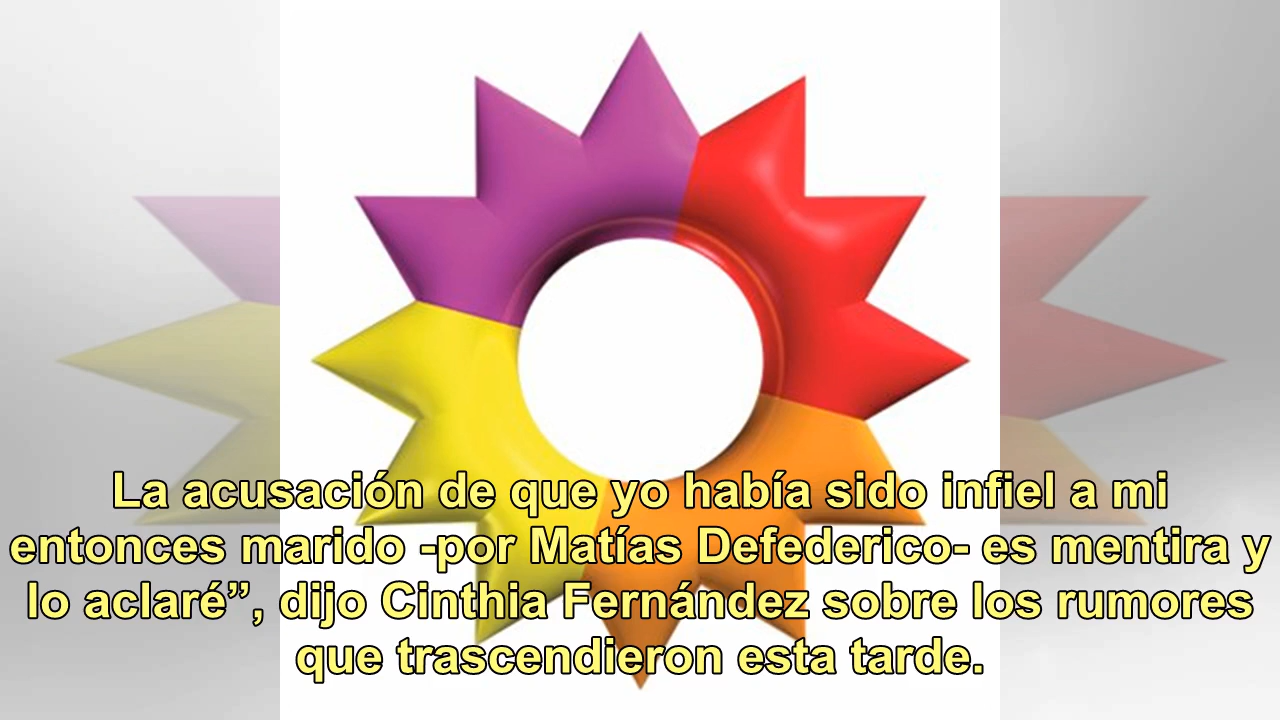 La acusación de que yo había sido infiel a mi
entonces marido -por Matías Defederico- es mentira y
lo aclaré”, dijo Cinthia Fernández sobre los rumores
que trascendieron esta tarde.